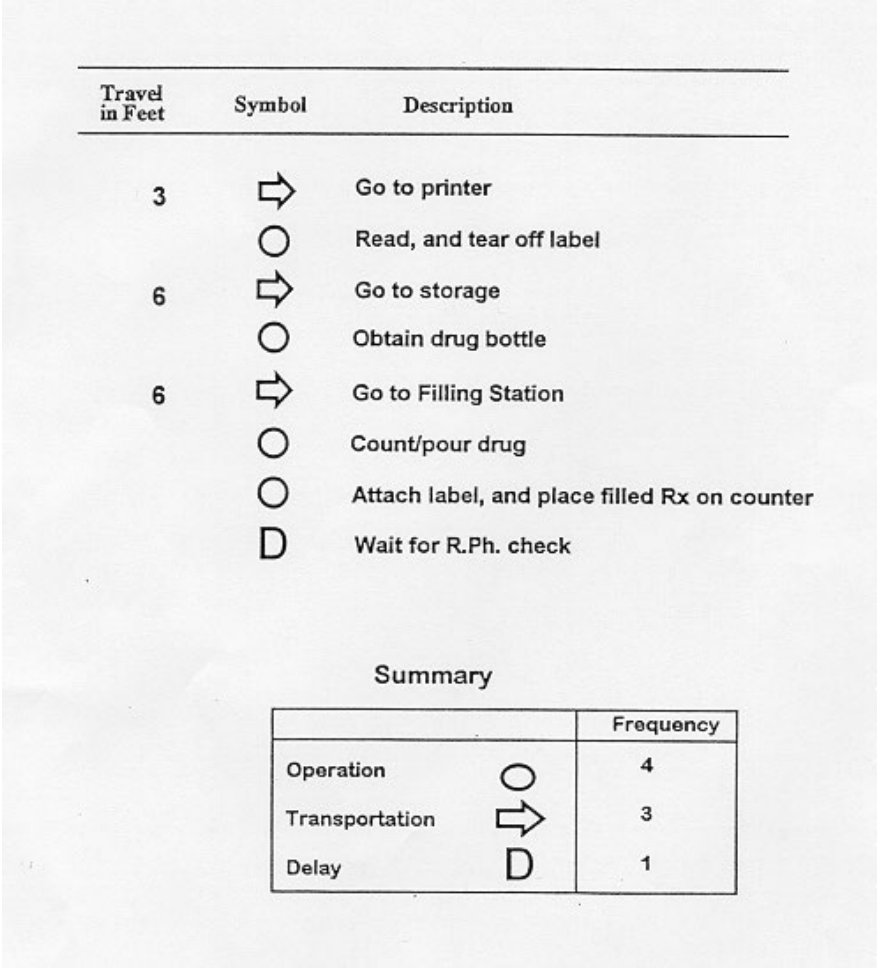 Travel in Feet Symbol Description
3 Go to printer
Read, and tear off label
6 Go to storage
Obtain drug bottle
6 Go to Filling Station
Count/pour drug
Attach label, and place filled Rx on counter
D Wait for R.Ph. check
Summary
Frequency
Operation 4
Transportation 3
Delay D 1